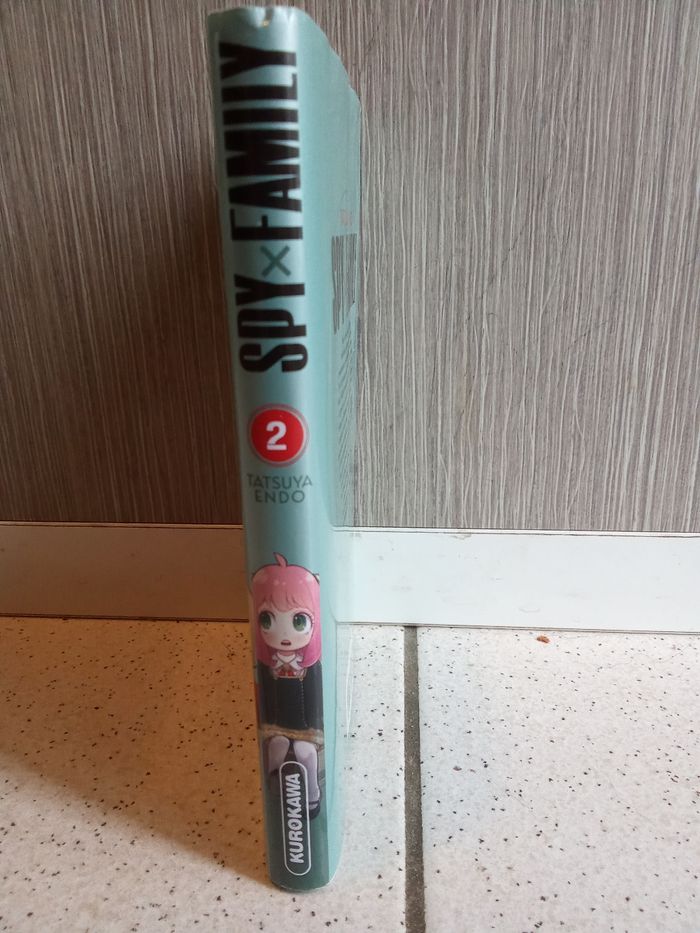 SPY×FAMILY
2
TATSUYA
ENDO
KUROKAWA